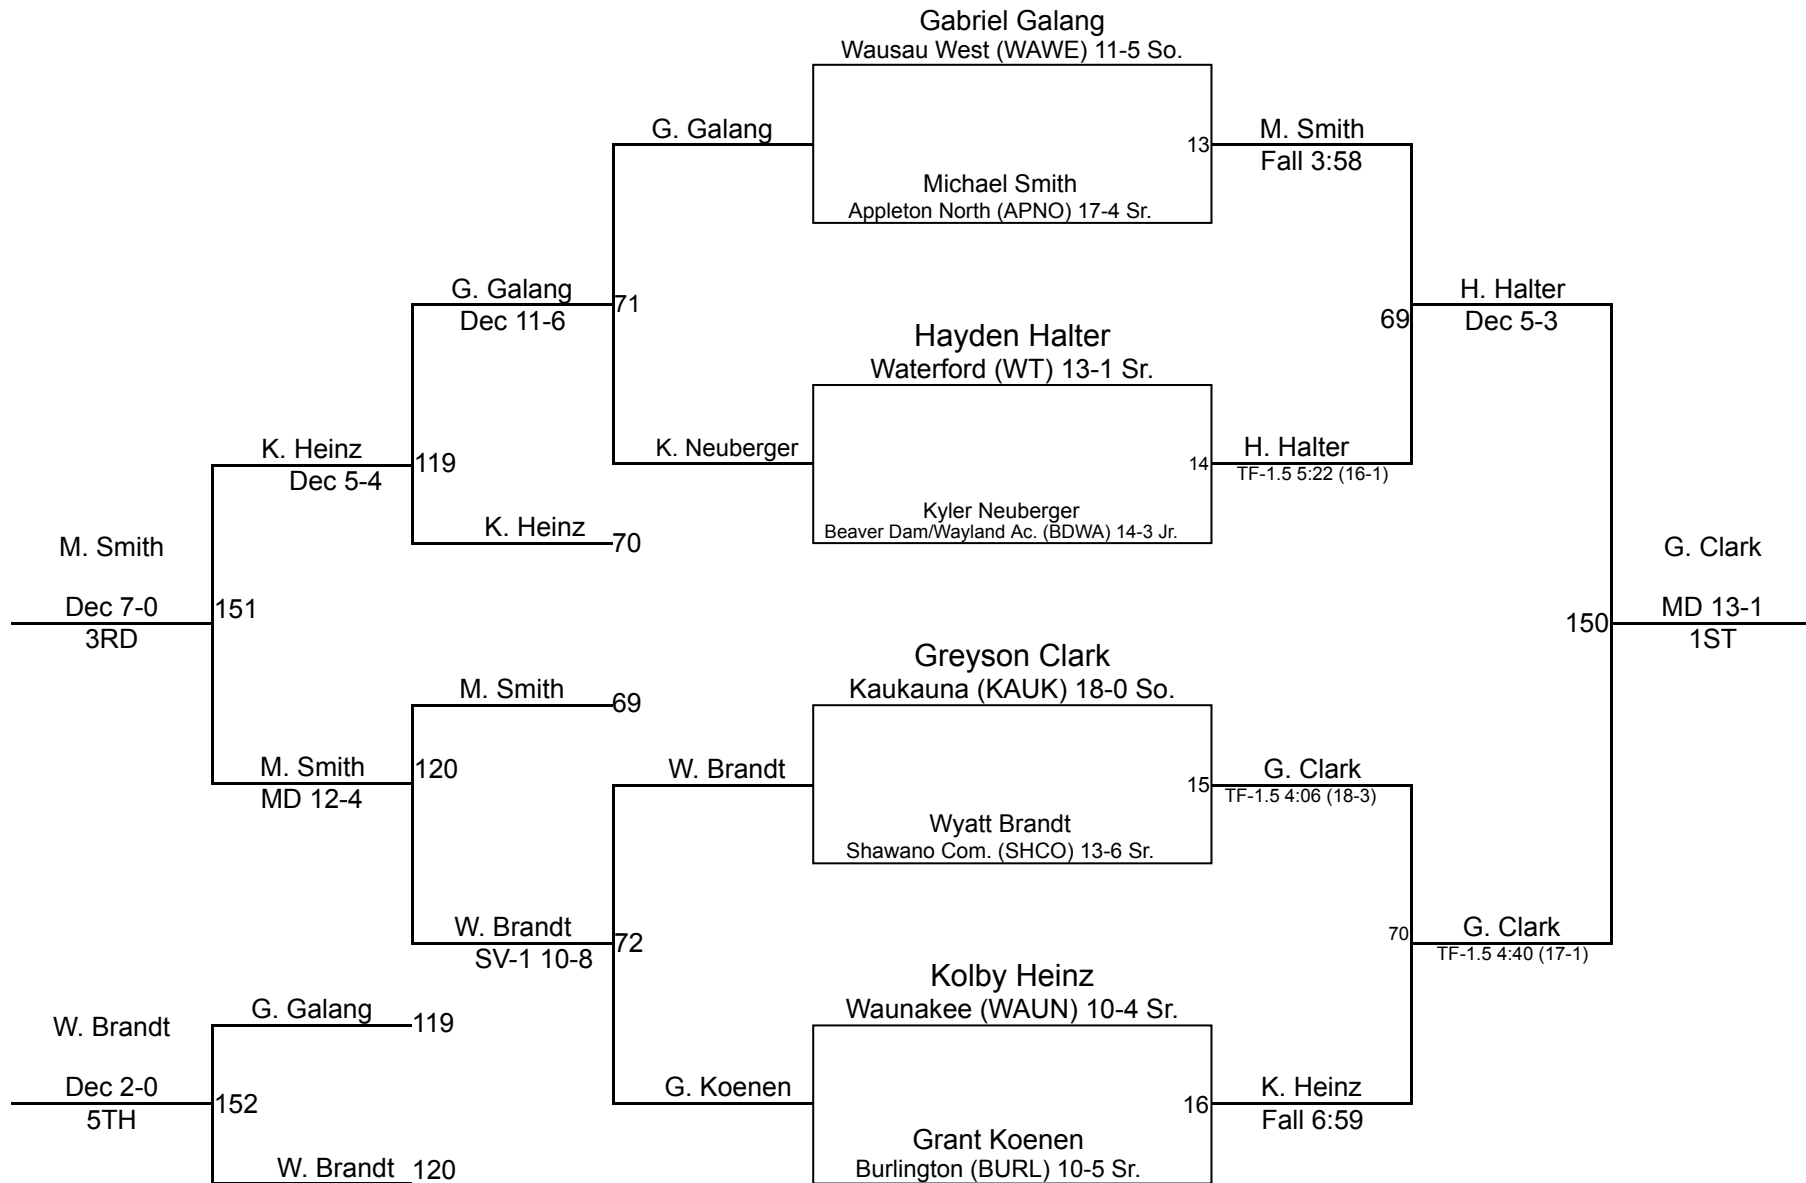 Gabriel Galang
Wausau West (WAWE) 11-5 So.
G. Galang
13
M. Smith
Fall 3:58
Michael Smith
Appleton North (APNO) 17-4 Sr.
G. Galang
Dec 11-6
71
H. Halter
Dec 5-3
69
Hayden Halter
Waterford (WT) 13-1 Sr.
K. Heinz
Dec 5-4
119
K. Neuberger
14
H. Halter
TF-1.5 5:22 (16-1)
Kyler Neuberger
Beaver Dam/Wayland Ac. (BDWA) 14-3 Jr.
K. Heinz
70
M. Smith
Dec 7-0
3RD
151
G. Clark
MD 13-1
1ST
150
Greyson Clark
Kaukauna (KAUK) 18-0 So.
M. Smith
69
M. Smith
MD 12-4
120
W. Brandt
15
G. Clark
TF-1.5 4:06 (18-3)
Wyatt Brandt
Shawano Com. (SHCO) 13-6 Sr.
W. Brandt
SV-1 10-8
72
70
G. Clark
TF-1.5 4:40 (17-1)
Kolby Heinz
Waunakee (WAUN) 10-4 Sr.
W. Brandt
Dec 2-0
5TH
G. Galang
119
152
G. Koenen
16
K. Heinz
Fall 6:59
Grant Koenen
Burlington (BURL) 10-5 Sr.
W. Brandt
120